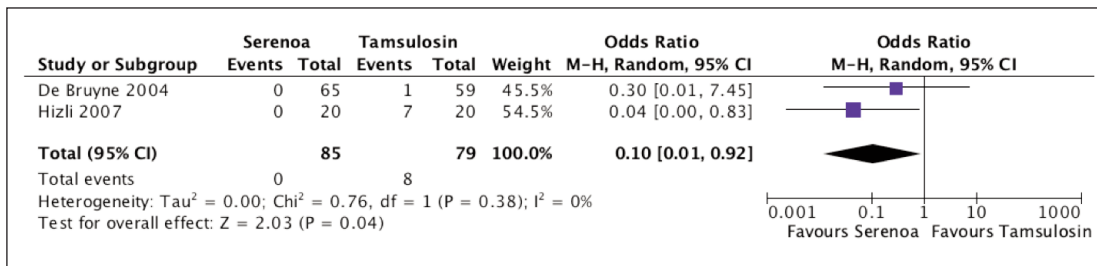 Serenoa Tamsulosin Odds Ratio Odds Ratio
Study or Subgroup Events Total Events Total Weight M-H, Random, 95% CI M-H, Random, 95% CI
De Bruyne 2004 0 65 1 59 45.5% 0.30 [0.01, 7.45]
Hizli 2007 0 20 7 20 54.5% 0.04 [0.00, 0.83]
Total (95% CI) 85 79 100.0% 0.10 [0.01, 0.92]
Total events 0 8
Heterogeneity: Tau² = 0.00; Chi² = 0.76, df = 1 (P = 0.38); I² = 0%
Test for overall effect: Z = 2.03 (P = 0.04)
0.001 0.1 1 10 1000
Favours Serenoa Favours Tamsulosin